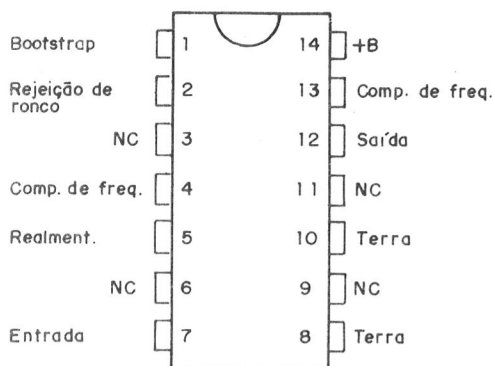 Bootstrap 1 14 +B
Rejeição de
ronco 2 13 Comp. de freq.
NC 3 12 Saída
Comp. de freq. 4 11 NC
Realment. 5 10 Terra
NC 6 9 NC
Entrada 7 8 Terra